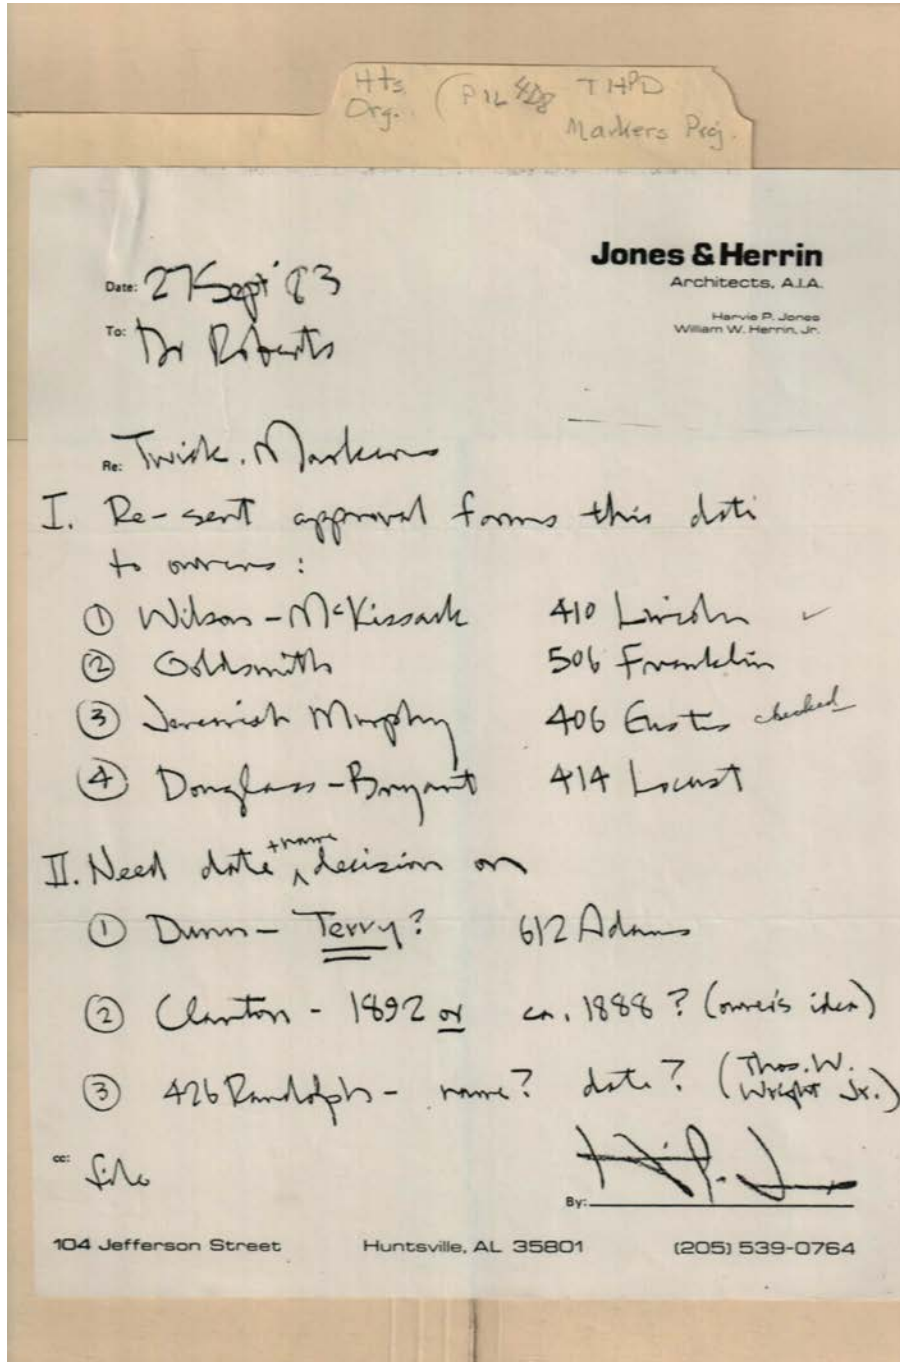 Hts. Org. ( P16 THPD
Markers Proj.
Jones & Herrin
Architects, A.I.A.
Harvie P. Jones
William W. Herrin, Jr.
Date: 27 Sept '83
To: Dr Roberts
Re: Twick. Markers
I. Re-sent approval forms this date
to owners:
① Wilson-McKissack 410 Lincoln ✓
② Goldsmith 506 Franklin
③ Jeremiah Murphy 406 Eustis checked
④ Douglass-Bryant 414 Locust
II. Need date + name decision on
① Dunn- Terry? 612 Adams
② Clanton - 1892 or ca. 1888? (owner's idea)
③ 426 Randolph- name? date? (Thos. W. Wright Jr.)
cc: file
By:
104 Jefferson Street Huntsville, AL 35801 (205) 539-0764